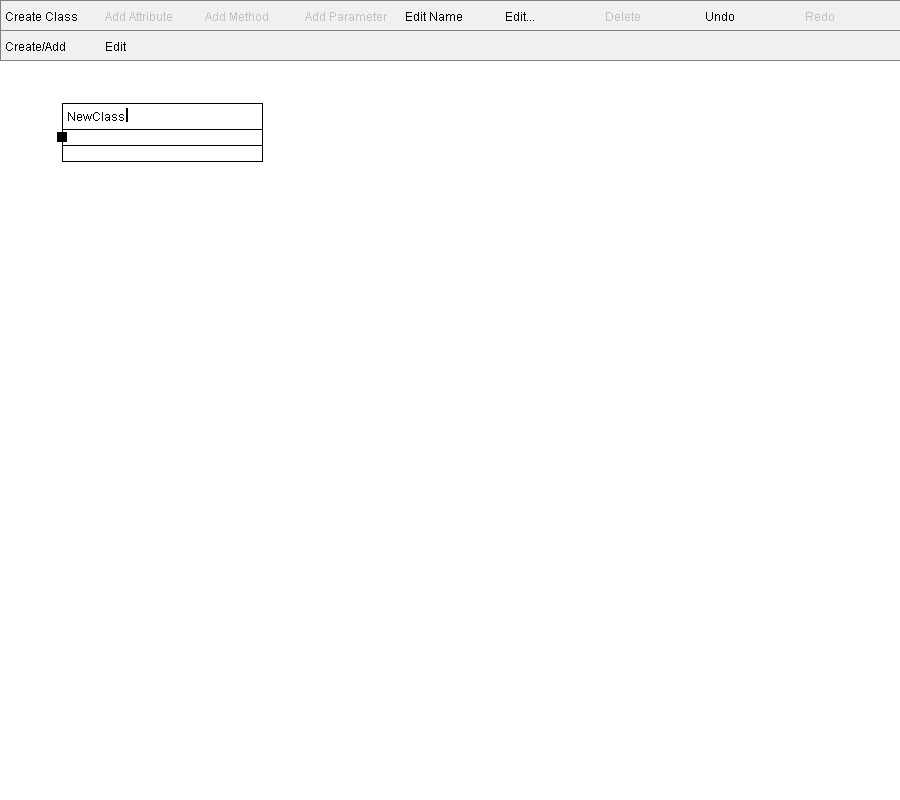 Create Class Add Attribute Add Method Add Parameter Edit Name Edit... Delete Undo Redo
Create/Add Edit
NewClass